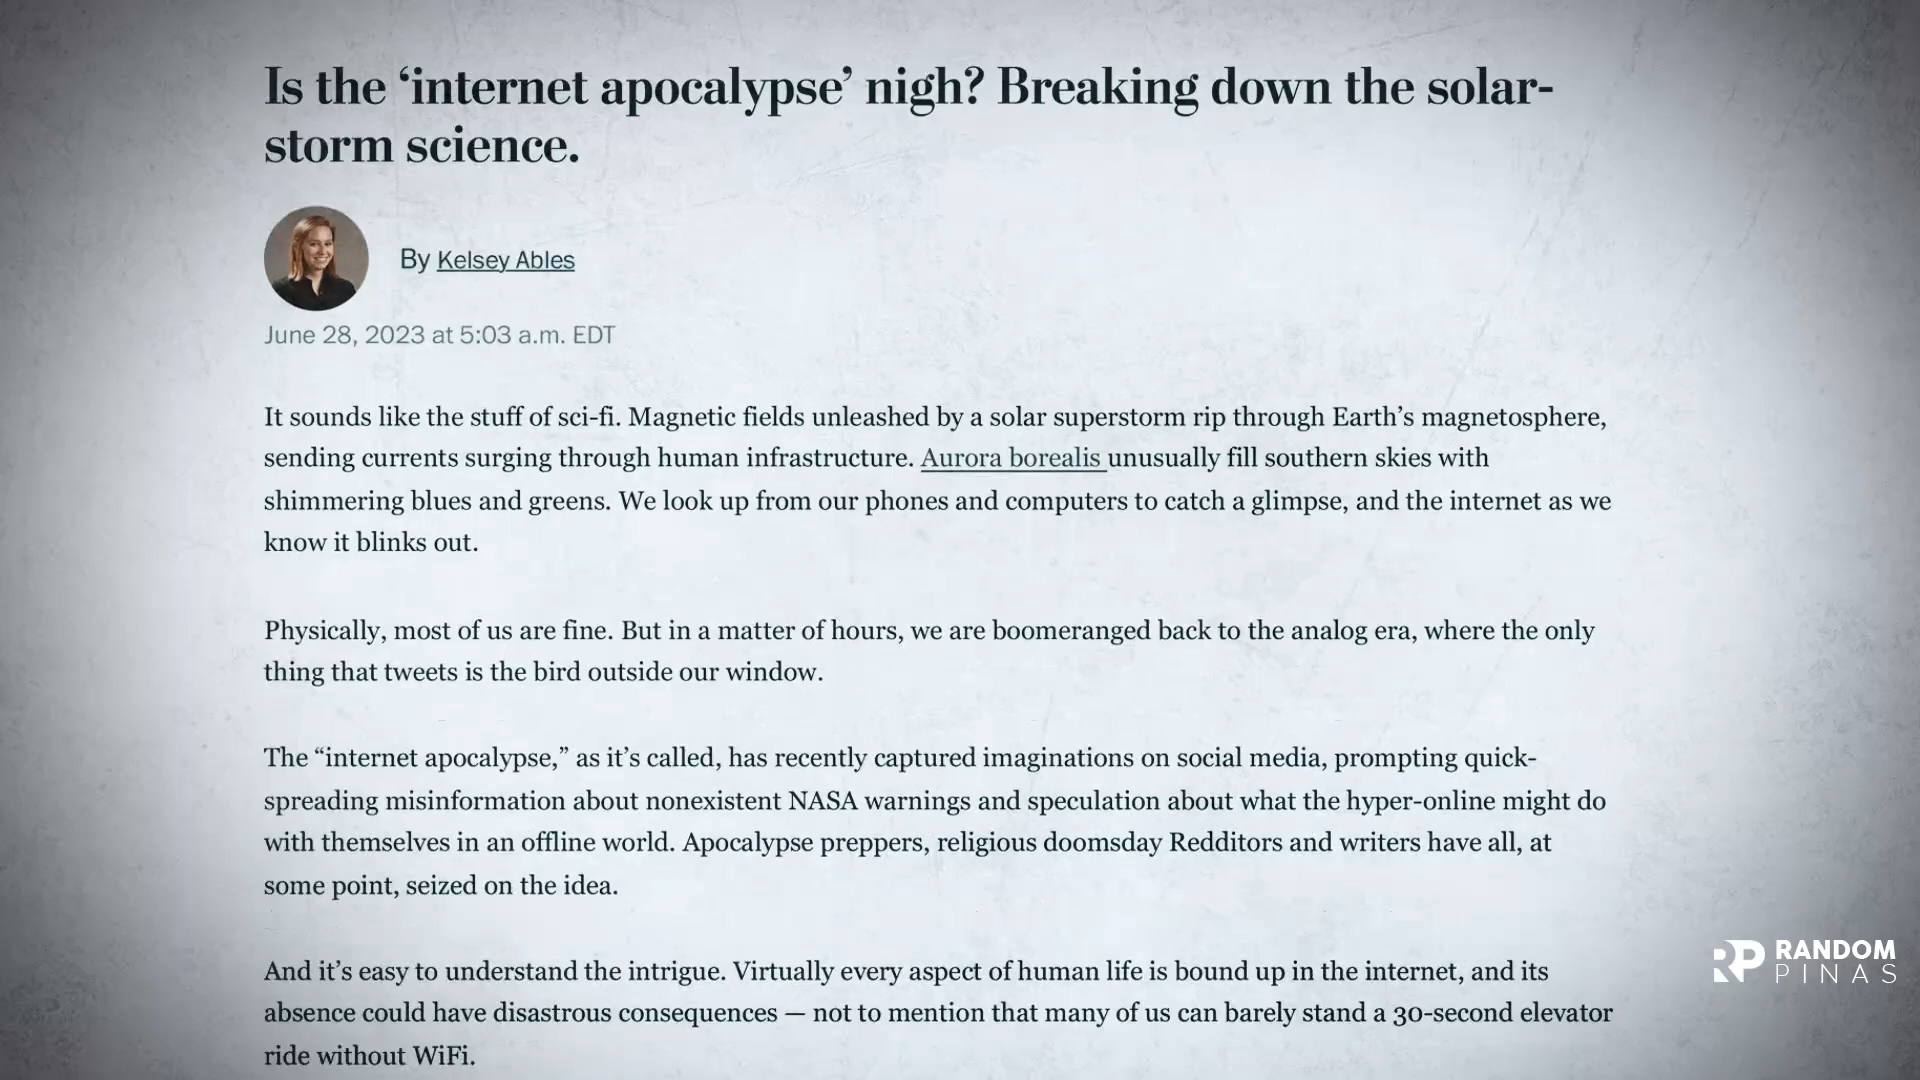 Is the ‘internet apocalypse’ nigh? Breaking down the solar-
storm science.
By Kelsey Ables
June 28, 2023 at 5:03 a.m. EDT
It sounds like the stuff of sci-fi. Magnetic fields unleashed by a solar superstorm rip through Earth’s magnetosphere,
sending currents surging through human infrastructure. Aurora borealis unusually fill southern skies with
shimmering blues and greens. We look up from our phones and computers to catch a glimpse, and the internet as we
know it blinks out.
Physically, most of us are fine. But in a matter of hours, we are boomeranged back to the analog era, where the only
thing that tweets is the bird outside our window.
The “internet apocalypse,” as it’s called, has recently captured imaginations on social media, prompting quick-
spreading misinformation about nonexistent NASA warnings and speculation about what the hyper-online might do
with themselves in an offline world. Apocalypse preppers, religious doomsday Redditors and writers have all, at
some point, seized on the idea.
And it’s easy to understand the intrigue. Virtually every aspect of human life is bound up in the internet, and its
absence could have disastrous consequences — not to mention that many of us can barely stand a 30-second elevator
ride without WiFi.
RP RANDOM
PINAS